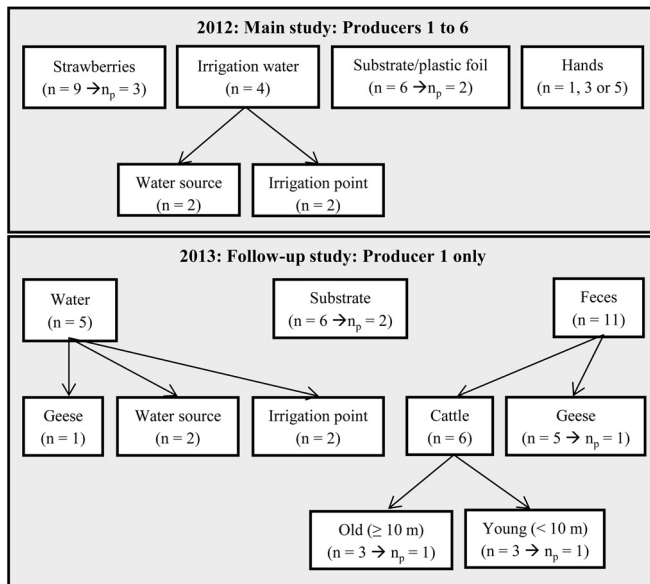 2012: Main study: Producers 1 to 6
Strawberries
(n = 9 → nₚ = 3)
Irrigation water
(n = 4)
Substrate/plastic foil
(n = 6 → nₚ = 2)
Hands
(n = 1, 3 or 5)
Water source
(n = 2)
Irrigation point
(n = 2)
2013: Follow-up study: Producer 1 only
Water
(n = 5)
Substrate
(n = 6 → nₚ = 2)
Feces
(n = 11)
Geese
(n = 1)
Water source
(n = 2)
Irrigation point
(n = 2)
Cattle
(n = 6)
Geese
(n = 5 → nₚ = 1)
Old (≥ 10 m)
(n = 3 → nₚ = 1)
Young (< 10 m)
(n = 3 → nₚ = 1)